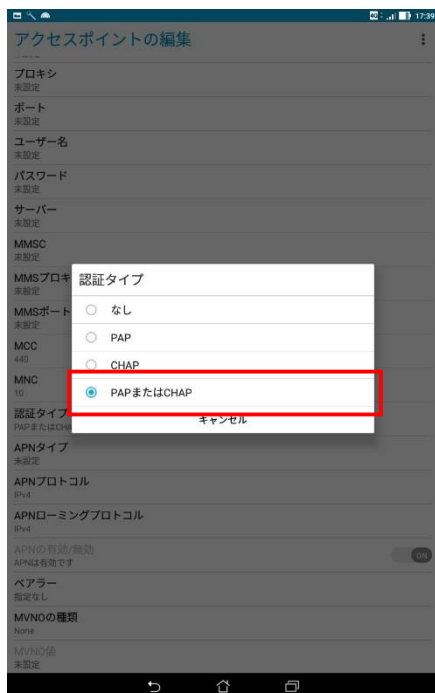 4G 17:39
アクセスポイントの編集
プロキシ
未設定
ポート
未設定
ユーザー名
未設定
パスワード
未設定
サーバー
未設定
MMSC
未設定
MMSプロキ
未設定
MMSポート
未設定
MCC
440
MNC
10
認証タイプ
PAPまたはCHA
認証タイプ
なし
PAP
CHAP
PAPまたはCHAP
キャンセル
APNタイプ
未設定
APNプロトコル
IPv4
APNローミングプロトコル
IPv4
APNの有効/無効
APNは有効です
ON
ベアラー
指定なし
MVNOの種類
None
MVNO値
未設定